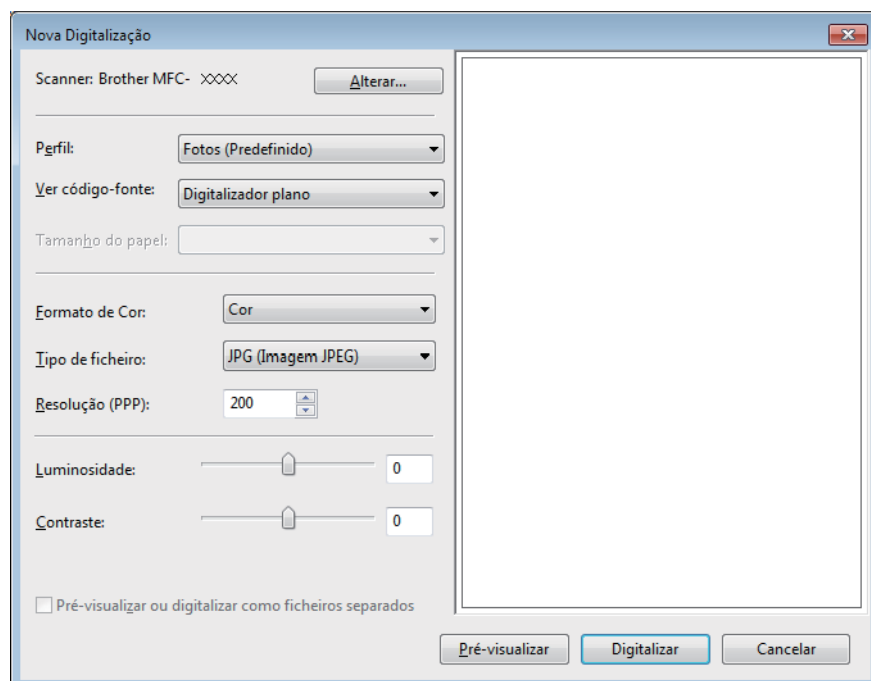 Nova Digitalização
Scanner: Brother MFC- XXXX
Alterar...
Perfil:
Fotos (Predefinido)
Ver código-fonte:
Digitalizador plano
Tamanho do papel:
Formato de Cor:
Cor
Tipo de ficheiro:
JPG (Imagem JPEG)
Resolução (PPP):
200
Luminosidade:
0
Contraste:
0
Pré-visualizar ou digitalizar como ficheiros separados
Pré-visualizar
Digitalizar
Cancelar